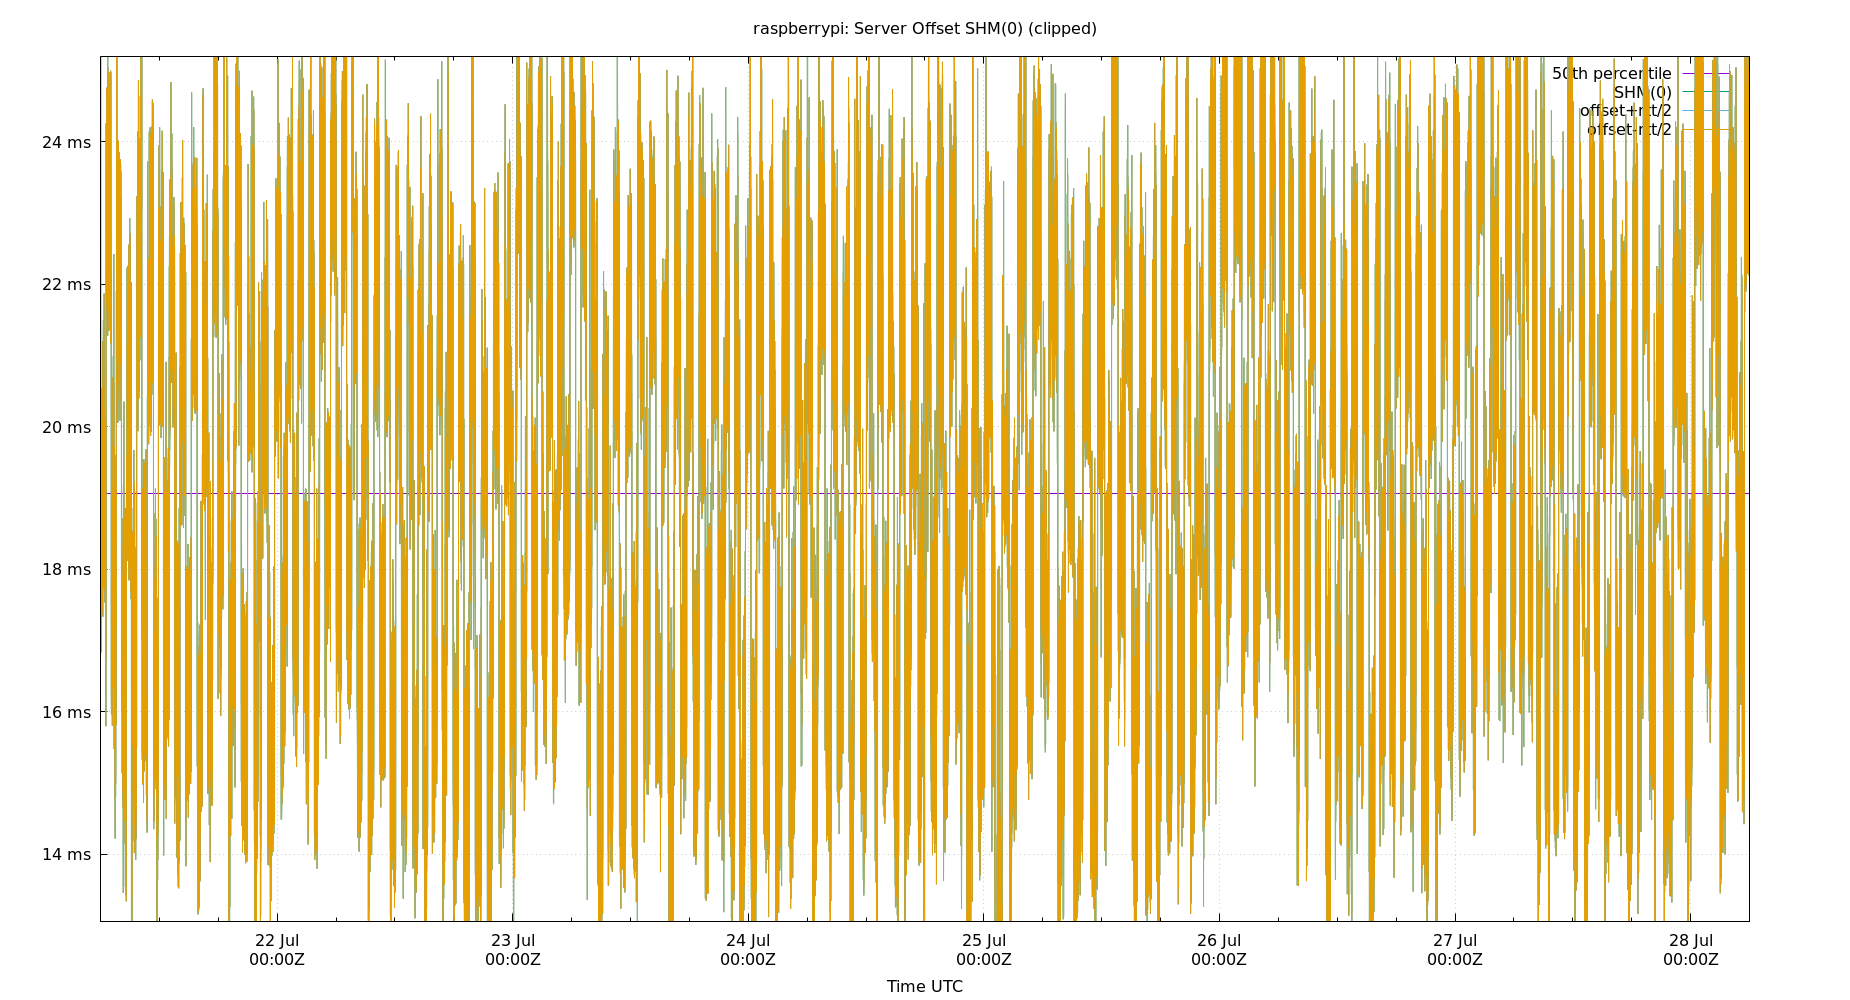 raspberrypi: Server Offset SHM(0) (clipped)
50th percentile
SHM(0)
offset+rtt/2
offset-rtt/2
24 ms
22 ms
20 ms
18 ms
16 ms
14 ms
22 Jul 23 Jul 24 Jul 25 Jul 26 Jul 27 Jul 28 Jul
00:00Z 00:00Z 00:00Z 00:00Z 00:00Z 00:00Z 00:00Z
Time UTC